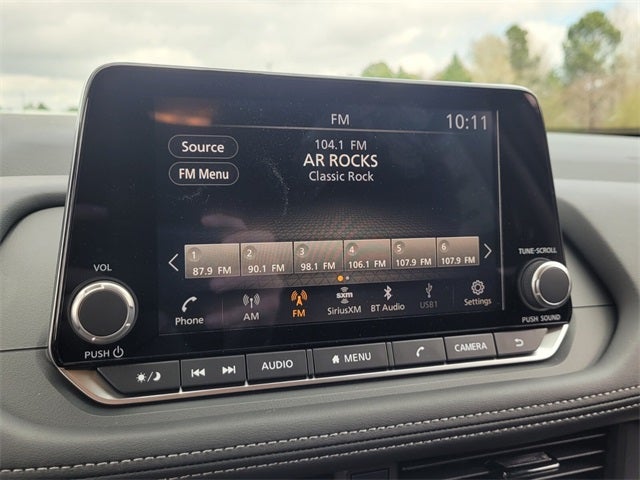 FM
10:11
Source
FM Menu
104.1 FM
AR ROCKS
Classic Rock
1 2 3 4 5 6
87.9 FM 90.1 FM 98.1 FM 106.1 FM 107.9 FM 107.9 FM
Phone
AM
FM
sxm
SiriusXM
BT Audio
USB1
Settings
VOL
PUSH
TUNE-SCROLL
PUSH SOUND
AUDIO
MENU
CAMERA